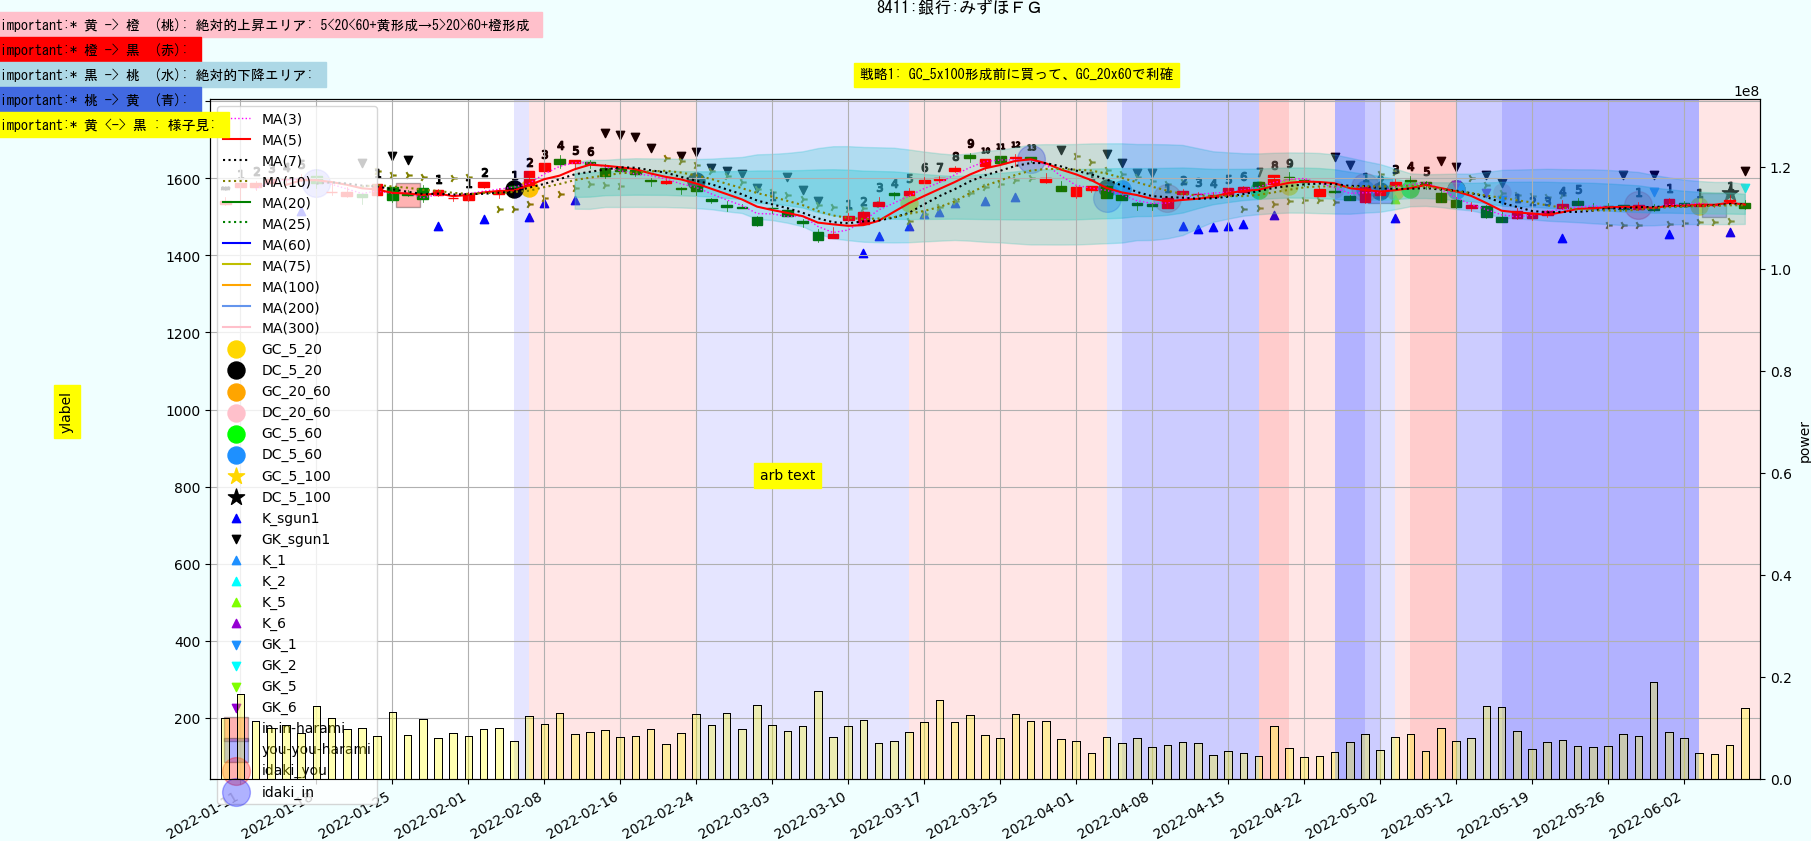 8411:銀行:みずほＦＧ
important:* 黄 -> 橙 (桃): 絶対的上昇エリア: 5<20<60+黄形成→5>20>60+橙形成
important:* 橙 -> 黒 (赤):
important:* 黒 -> 桃 (水): 絶対的下降エリア:
important:* 桃 -> 黄 (青):
important:* 黄 <-> 黒 : 様子見:
戦略1: GC_5x100形成前に買って、GC_20x60で利確
1e8
MA(3)
MA(5)
MA(7)
MA(10)
MA(20)
MA(25)
MA(60)
MA(75)
MA(100)
MA(200)
MA(300)
GC_5_20
DC_5_20
GC_20_60
DC_20_60
GC_5_60
DC_5_60
GC_5_100
DC_5_100
K_sgun1
GK_sgun1
K_1
K_2
K_5
K_6
GK_1
GK_2
GK_5
GK_6
in-in-harami
you-you-harami
idaki_you
idaki_in
1600
1400
1200
1000
800
600
400
200
ylabel
arb text
1.2
1.0
0.8
0.6
0.4
0.2
0.0
power
2022-01-25
2022-02-01
2022-02-08
2022-02-16
2022-02-24
2022-03-03
2022-03-10
2022-03-17
2022-03-25
2022-04-01
2022-04-08
2022-04-15
2022-04-22
2022-05-02
2022-05-12
2022-05-19
2022-05-26
2022-06-02